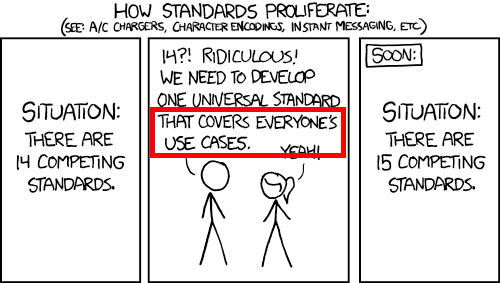 HOW STANDARDS PROLIFERATE:
(SEE: A/C CHARGERS, CHARACTER ENCODINGS, INSTANT MESSAGING, ETC.)
SITUATION:
THERE ARE
14 COMPETING
STANDARDS.
14?! RIDICULOUS!
WE NEED TO DEVELOP
ONE UNIVERSAL STANDARD
THAT COVERS EVERYONE'S
USE CASES.
YEAH!
SOON:
SITUATION:
THERE ARE
15 COMPETING
STANDARDS.